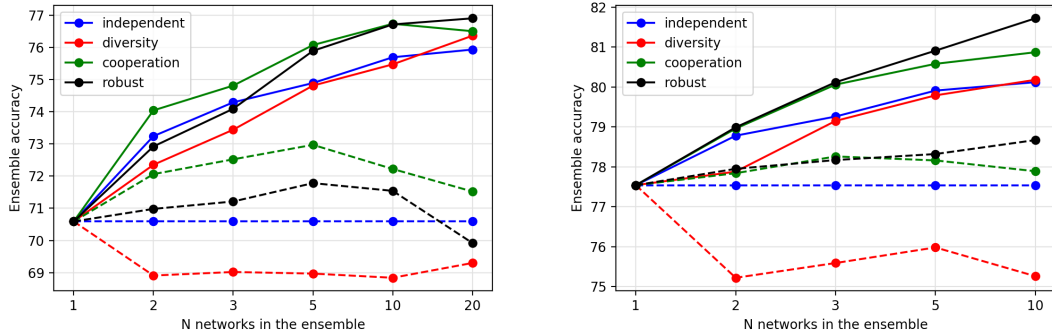 independent
diversity
cooperation
robust
Ensemble accuracy
76
75
74
73
72
71
70
69
1 2 3 5 10 20
N networks in the ensemble
independent
diversity
cooperation
robust
Ensemble accuracy
82
81
80
79
78
77
76
75
1 2 3 5 10
N networks in the ensemble